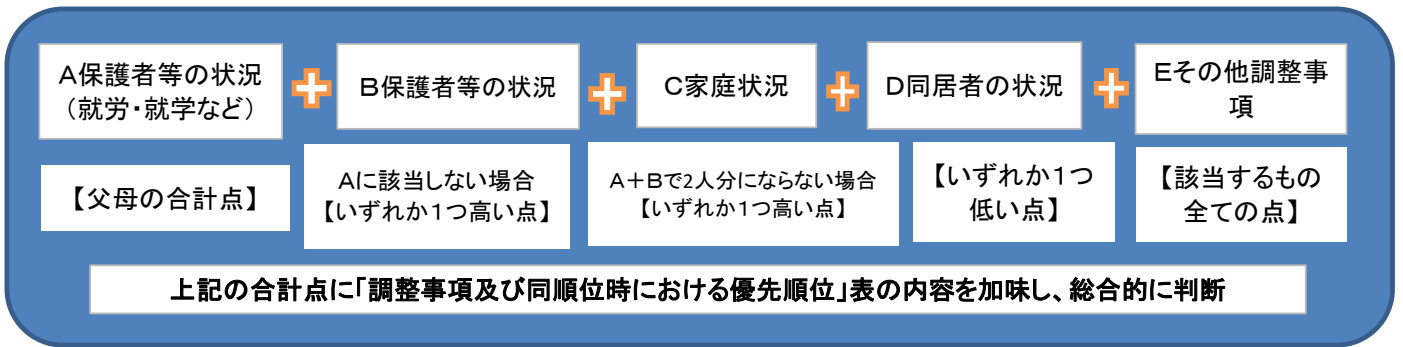 A保護者等の状況
（就労・就学など）
B保護者等の状況
C家庭状況
D同居者の状況
Eその他調整事
項
【父母の合計点】
Aに該当しない場合
【いずれか1つ高い点】
A+Bで2人分にならない場合
【いずれか1つ高い点】
【いずれか1つ
低い点】
【該当するもの
全ての点】
上記の合計点に「調整事項及び同順位時における優先順位」表の内容を加味し、総合的に判断